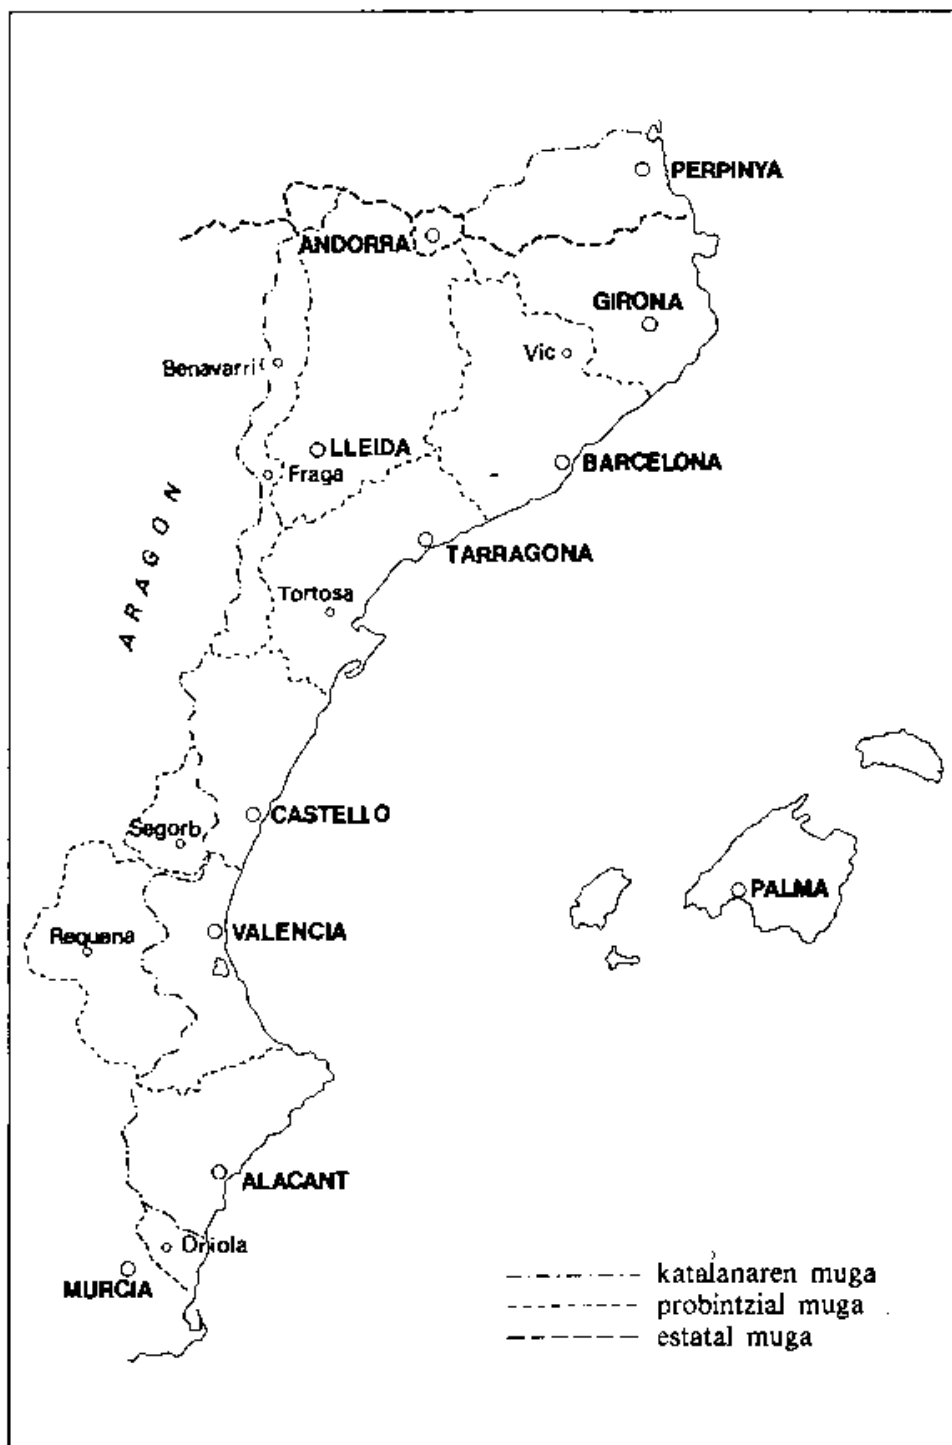 PERPINYA
ANDORRA
GIRONA
Vic
Benavarri
LLEIDA
BARCELONA
Fraga
ARAGON
TARRAGONA
Tortosa
CASTELLO
Segorb
PALMA
VALENCIA
Requena
ALACANT
Oriola
MURCIA
katalanaren muga
probintzial muga
estatal muga